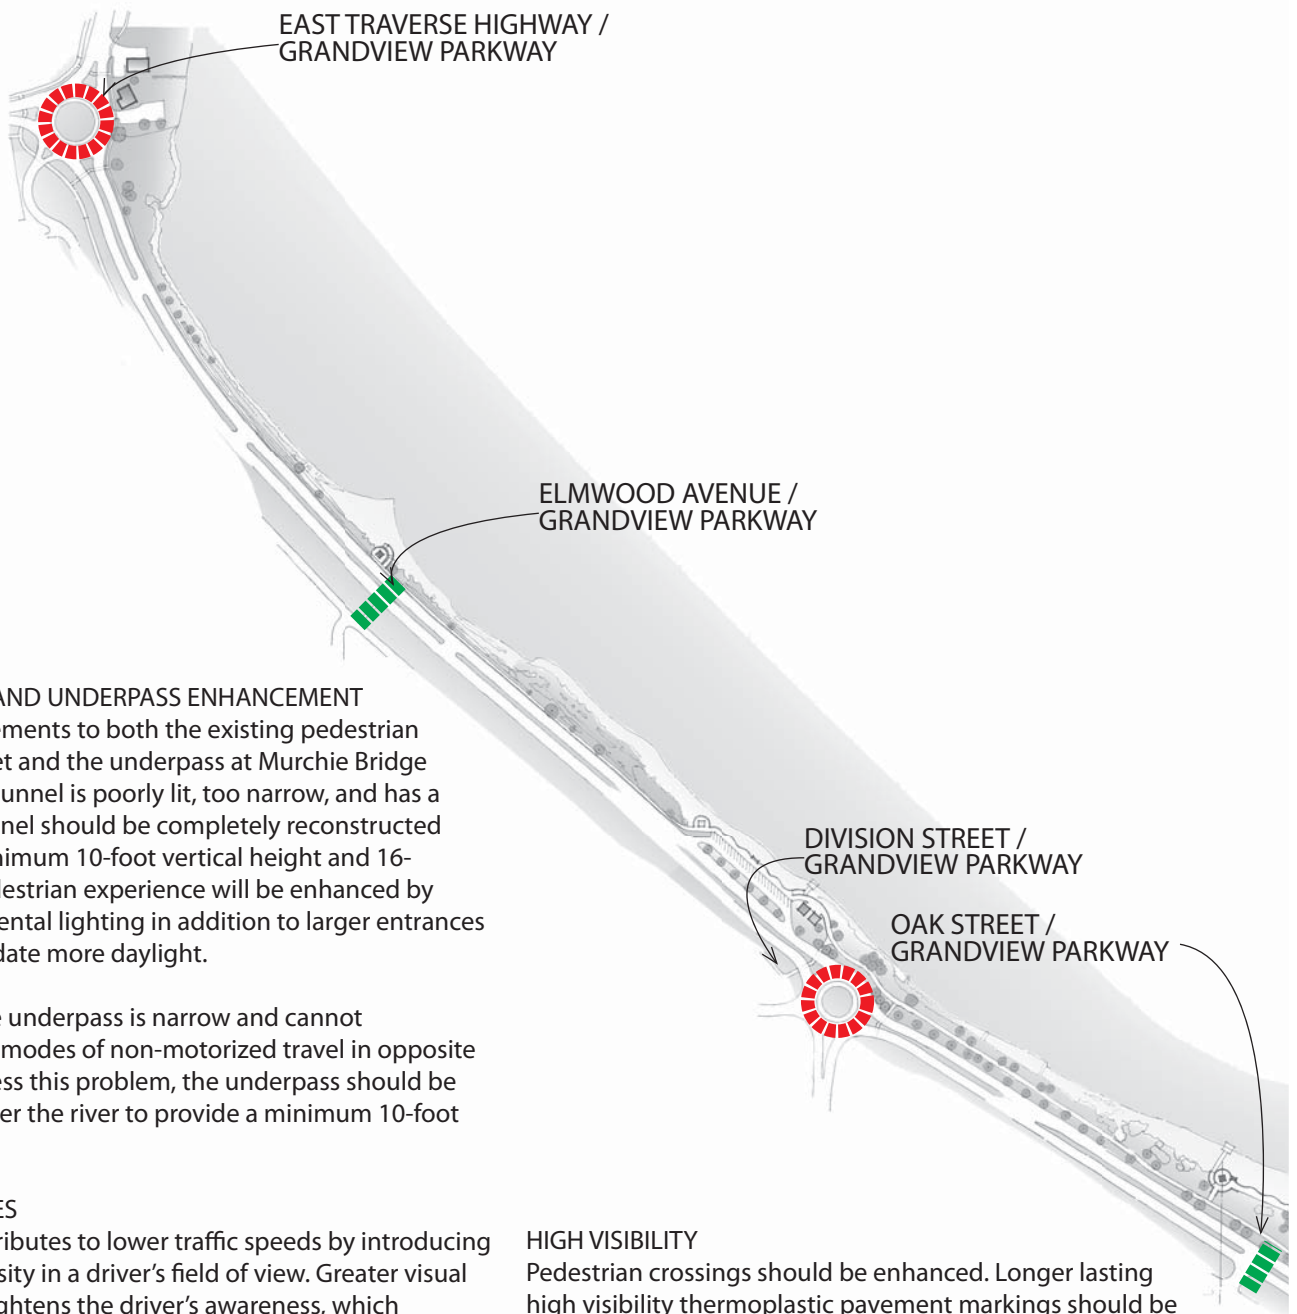 EAST TRAVERSE HIGHWAY /
GRANDVIEW PARKWAY
ELMWOOD AVENUE /
GRANDVIEW PARKWAY
DIVISION STREET /
GRANDVIEW PARKWAY
OAK STREET /
GRANDVIEW PARKWAY
AND UNDERPASS ENHANCEMENT
ements to both the existing pedestrian
et and the underpass at Murchie Bridge
unnel is poorly lit, too narrow, and has a
nel should be completely reconstructed
nimum 10-foot vertical height and 16-
destrian experience will be enhanced by
ental lighting in addition to larger entrances
date more daylight.
e underpass is narrow and cannot
modes of non-motorized travel in opposite
ess this problem, the underpass should be
er the river to provide a minimum 10-foot
ES
ributes to lower traffic speeds by introducing
sity in a driver's field of view. Greater visual
ghtens the driver's awareness, which
HIGH VISIBILITY
Pedestrian crossings should be enhanced. Longer lasting
high visibility thermoplastic pavement markings should be